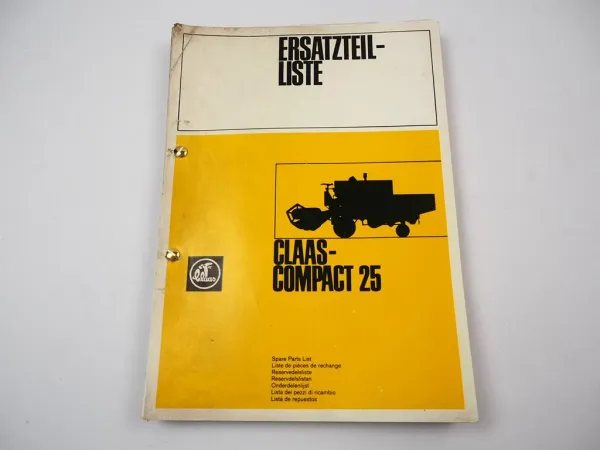 ERSATZTEIL-
LISTE
CLAAS-
COMPACT 25
Claas
Spare Parts List
Liste de pièces de rechange
Reservedelsliste
Reservdelslistan
Onderdelenlijst
Lista dei pezzi di ricambio
Lista de repuestos